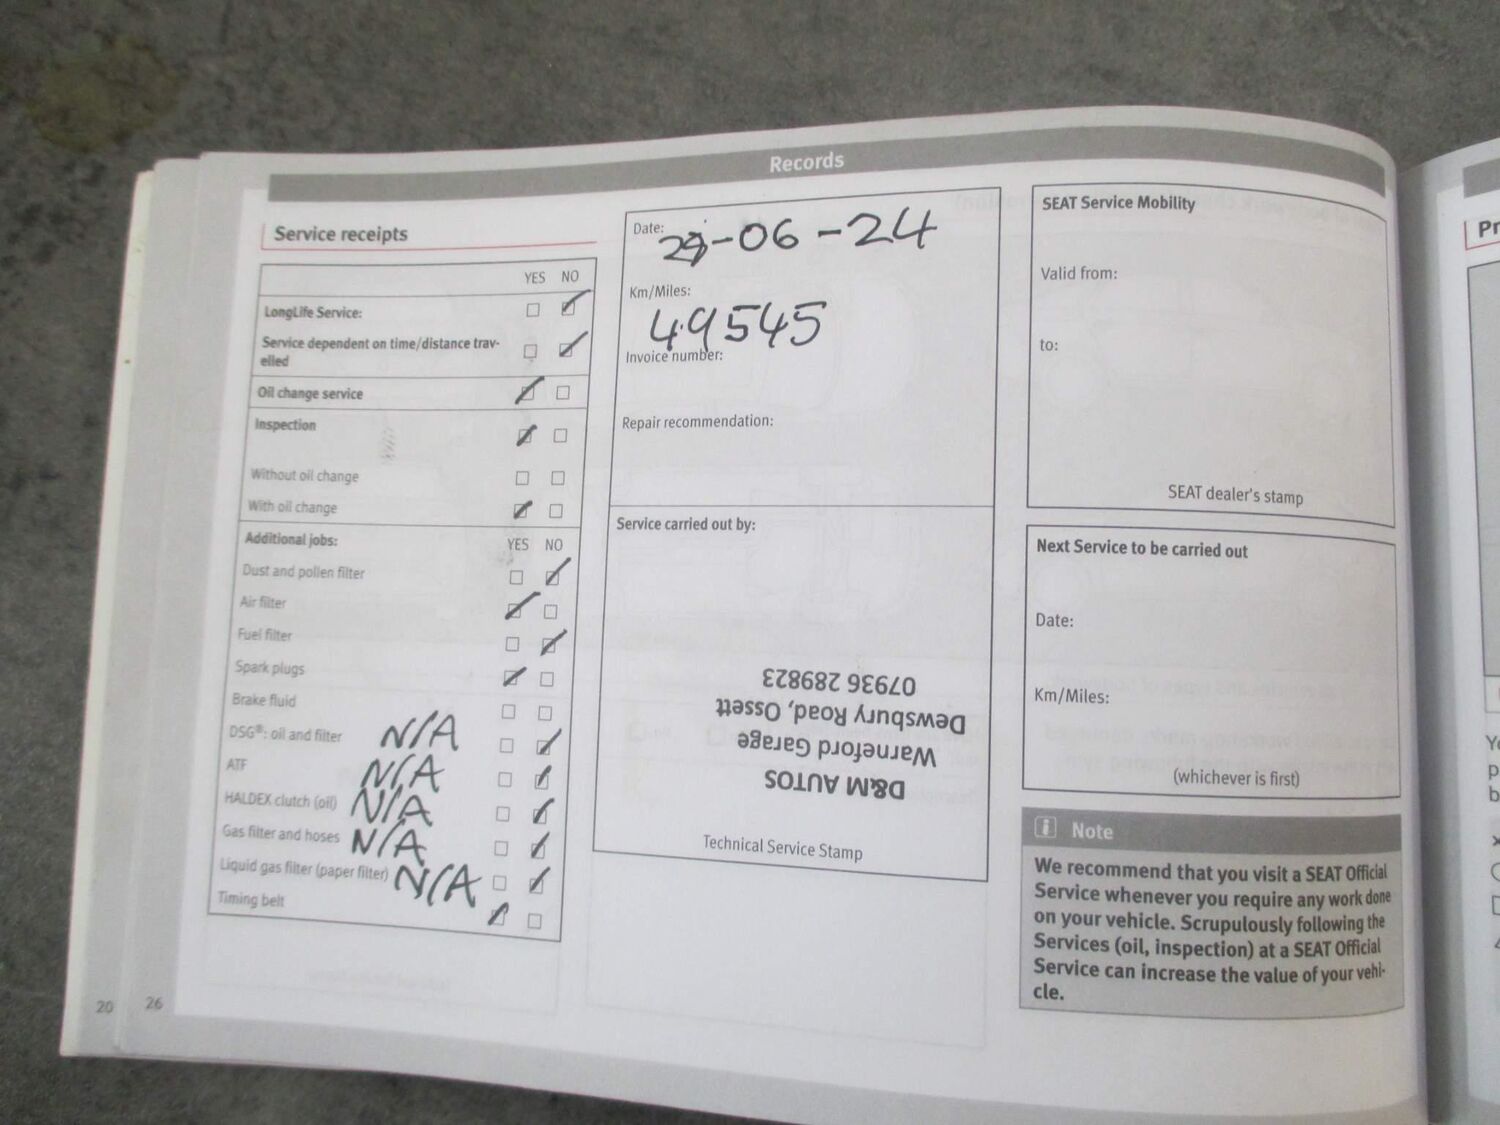 Records
Service receipts
YES NO
LongLife Service:
Service dependent on time/distance trav-
elled
Oil change service
Inspection
Without oil change
With oil change
Additional jobs: YES NO
Dust and pollen filter
Air filter
Fuel filter
Spark plugs
Brake fluid
DSG®: oil and filter N/A
ATF N/A
HALDEX clutch (oil) N/A
Gas filter and hoses N/A
Liquid gas filter (paper filter) N/A
Timing belt
20 26
Date:
-06-24
Km/Miles:
49545
Invoice number:
Repair recommendation:
Service carried out by:
D&M AUTOS
Warneford Garage
Dewsbury Road, Ossett
07936 289823
Technical Service Stamp
SEAT Service Mobility
Valid from:
to:
SEAT dealer's stamp
Next Service to be carried out
Date:
Km/Miles:
(whichever is first)
i Note
We recommend that you visit a SEAT Official
Service whenever you require any work done
on your vehicle. Scrupulously following the
Services (oil, inspection) at a SEAT Official
Service can increase the value of your vehi-
cle.